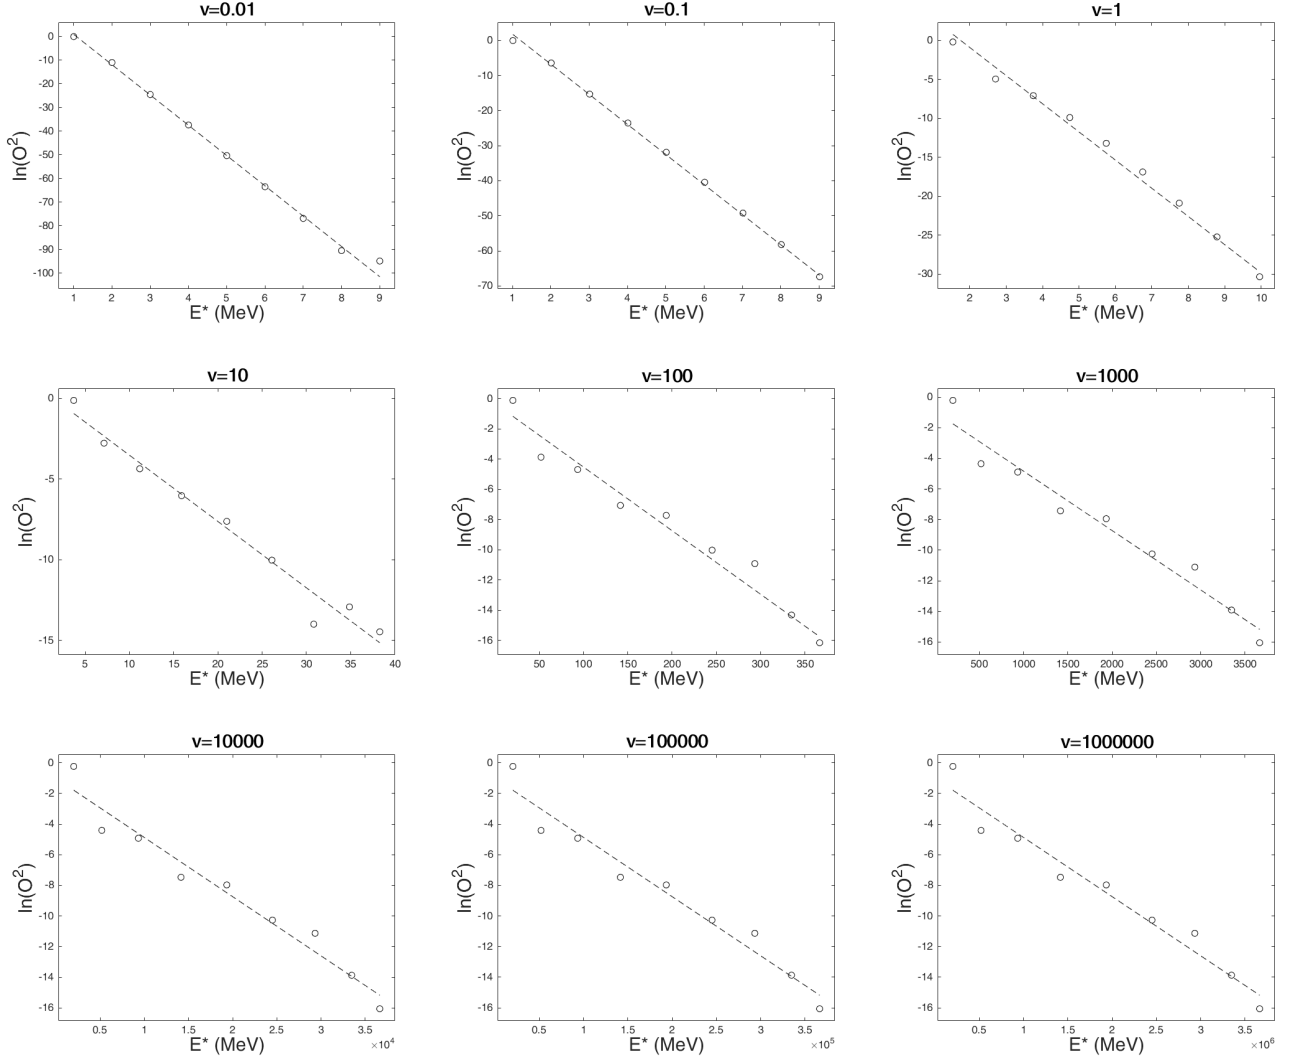 v=0.01
0
-10
-20
-30
-40
-50
-60
-70
-80
-90
-100
ln(O²)
1 2 3 4 5 6 7 8 9
E* (MeV)
v=0.1
0
-10
-20
-30
-40
-50
-60
-70
ln(O²)
1 2 3 4 5 6 7 8 9
E* (MeV)
v=1
0
-5
-10
-15
-20
-25
-30
ln(O²)
2 3 4 5 6 7 8 9 10
E* (MeV)
v=10
0
-5
-10
-15
ln(O²)
5 10 15 20 25 30 35 40
E* (MeV)
v=100
0
-2
-4
-6
-8
-10
-12
-14
-16
ln(O²)
50 100 150 200 250 300 350
E* (MeV)
v=1000
0
-2
-4
-6
-8
-10
-12
-14
-16
ln(O²)
500 1000 1500 2000 2500 3000 3500
E* (MeV)
v=10000
0
-2
-4
-6
-8
-10
-12
-14
-16
ln(O²)
0.5 1 1.5 2 2.5 3 3.5
E* (MeV)
×10⁴
v=100000
0
-2
-4
-6
-8
-10
-12
-14
-16
ln(O²)
0.5 1 1.5 2 2.5 3 3.5
E* (MeV)
×10⁵
v=1000000
0
-2
-4
-6
-8
-10
-12
-14
-16
ln(O²)
0.5 1 1.5 2 2.5 3 3.5
E* (MeV)
×10⁶